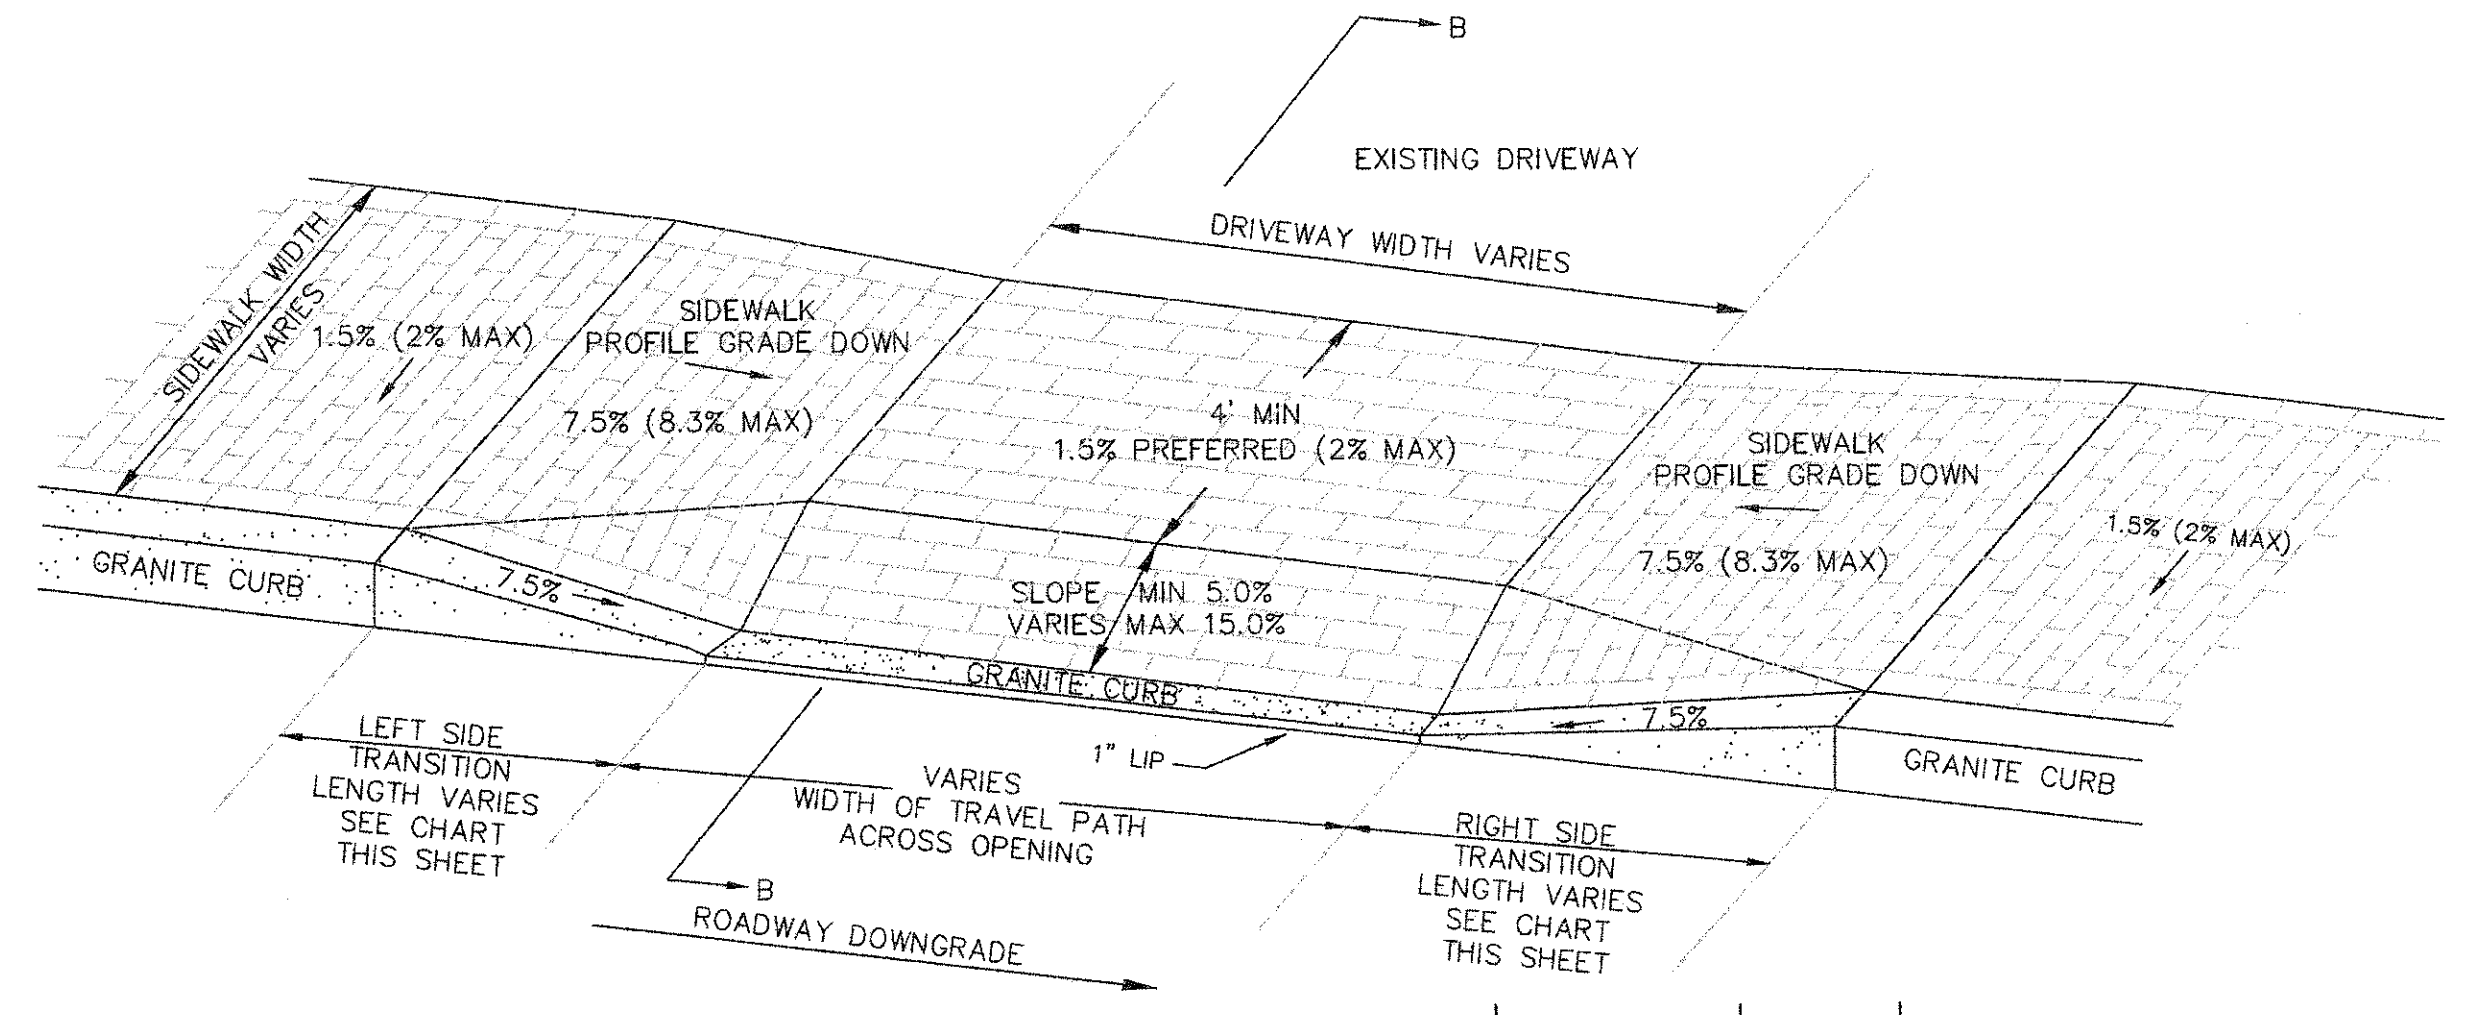 B
EXISTING DRIVEWAY
DRIVEWAY WIDTH VARIES
SIDEWALK WIDTH
VARIES
1.5% (2% MAX)
SIDEWALK
PROFILE GRADE DOWN
7.5% (8.3% MAX)
4' MIN
1.5% PREFERRED (2% MAX)
SIDEWALK
PROFILE GRADE DOWN
7.5% (8.3% MAX)
1.5% (2% MAX)
GRANITE CURB
7.5%
SLOPE MIN 5.0%
VARIES MAX 15.0%
GRANITE CURB
7.5%
GRANITE CURB
1" LIP
LEFT SIDE
TRANSITION
LENGTH VARIES
SEE CHART
THIS SHEET
VARIES
WIDTH OF TRAVEL PATH
ACROSS OPENING
RIGHT SIDE
TRANSITION
LENGTH VARIES
SEE CHART
THIS SHEET
B
ROADWAY DOWNGRADE